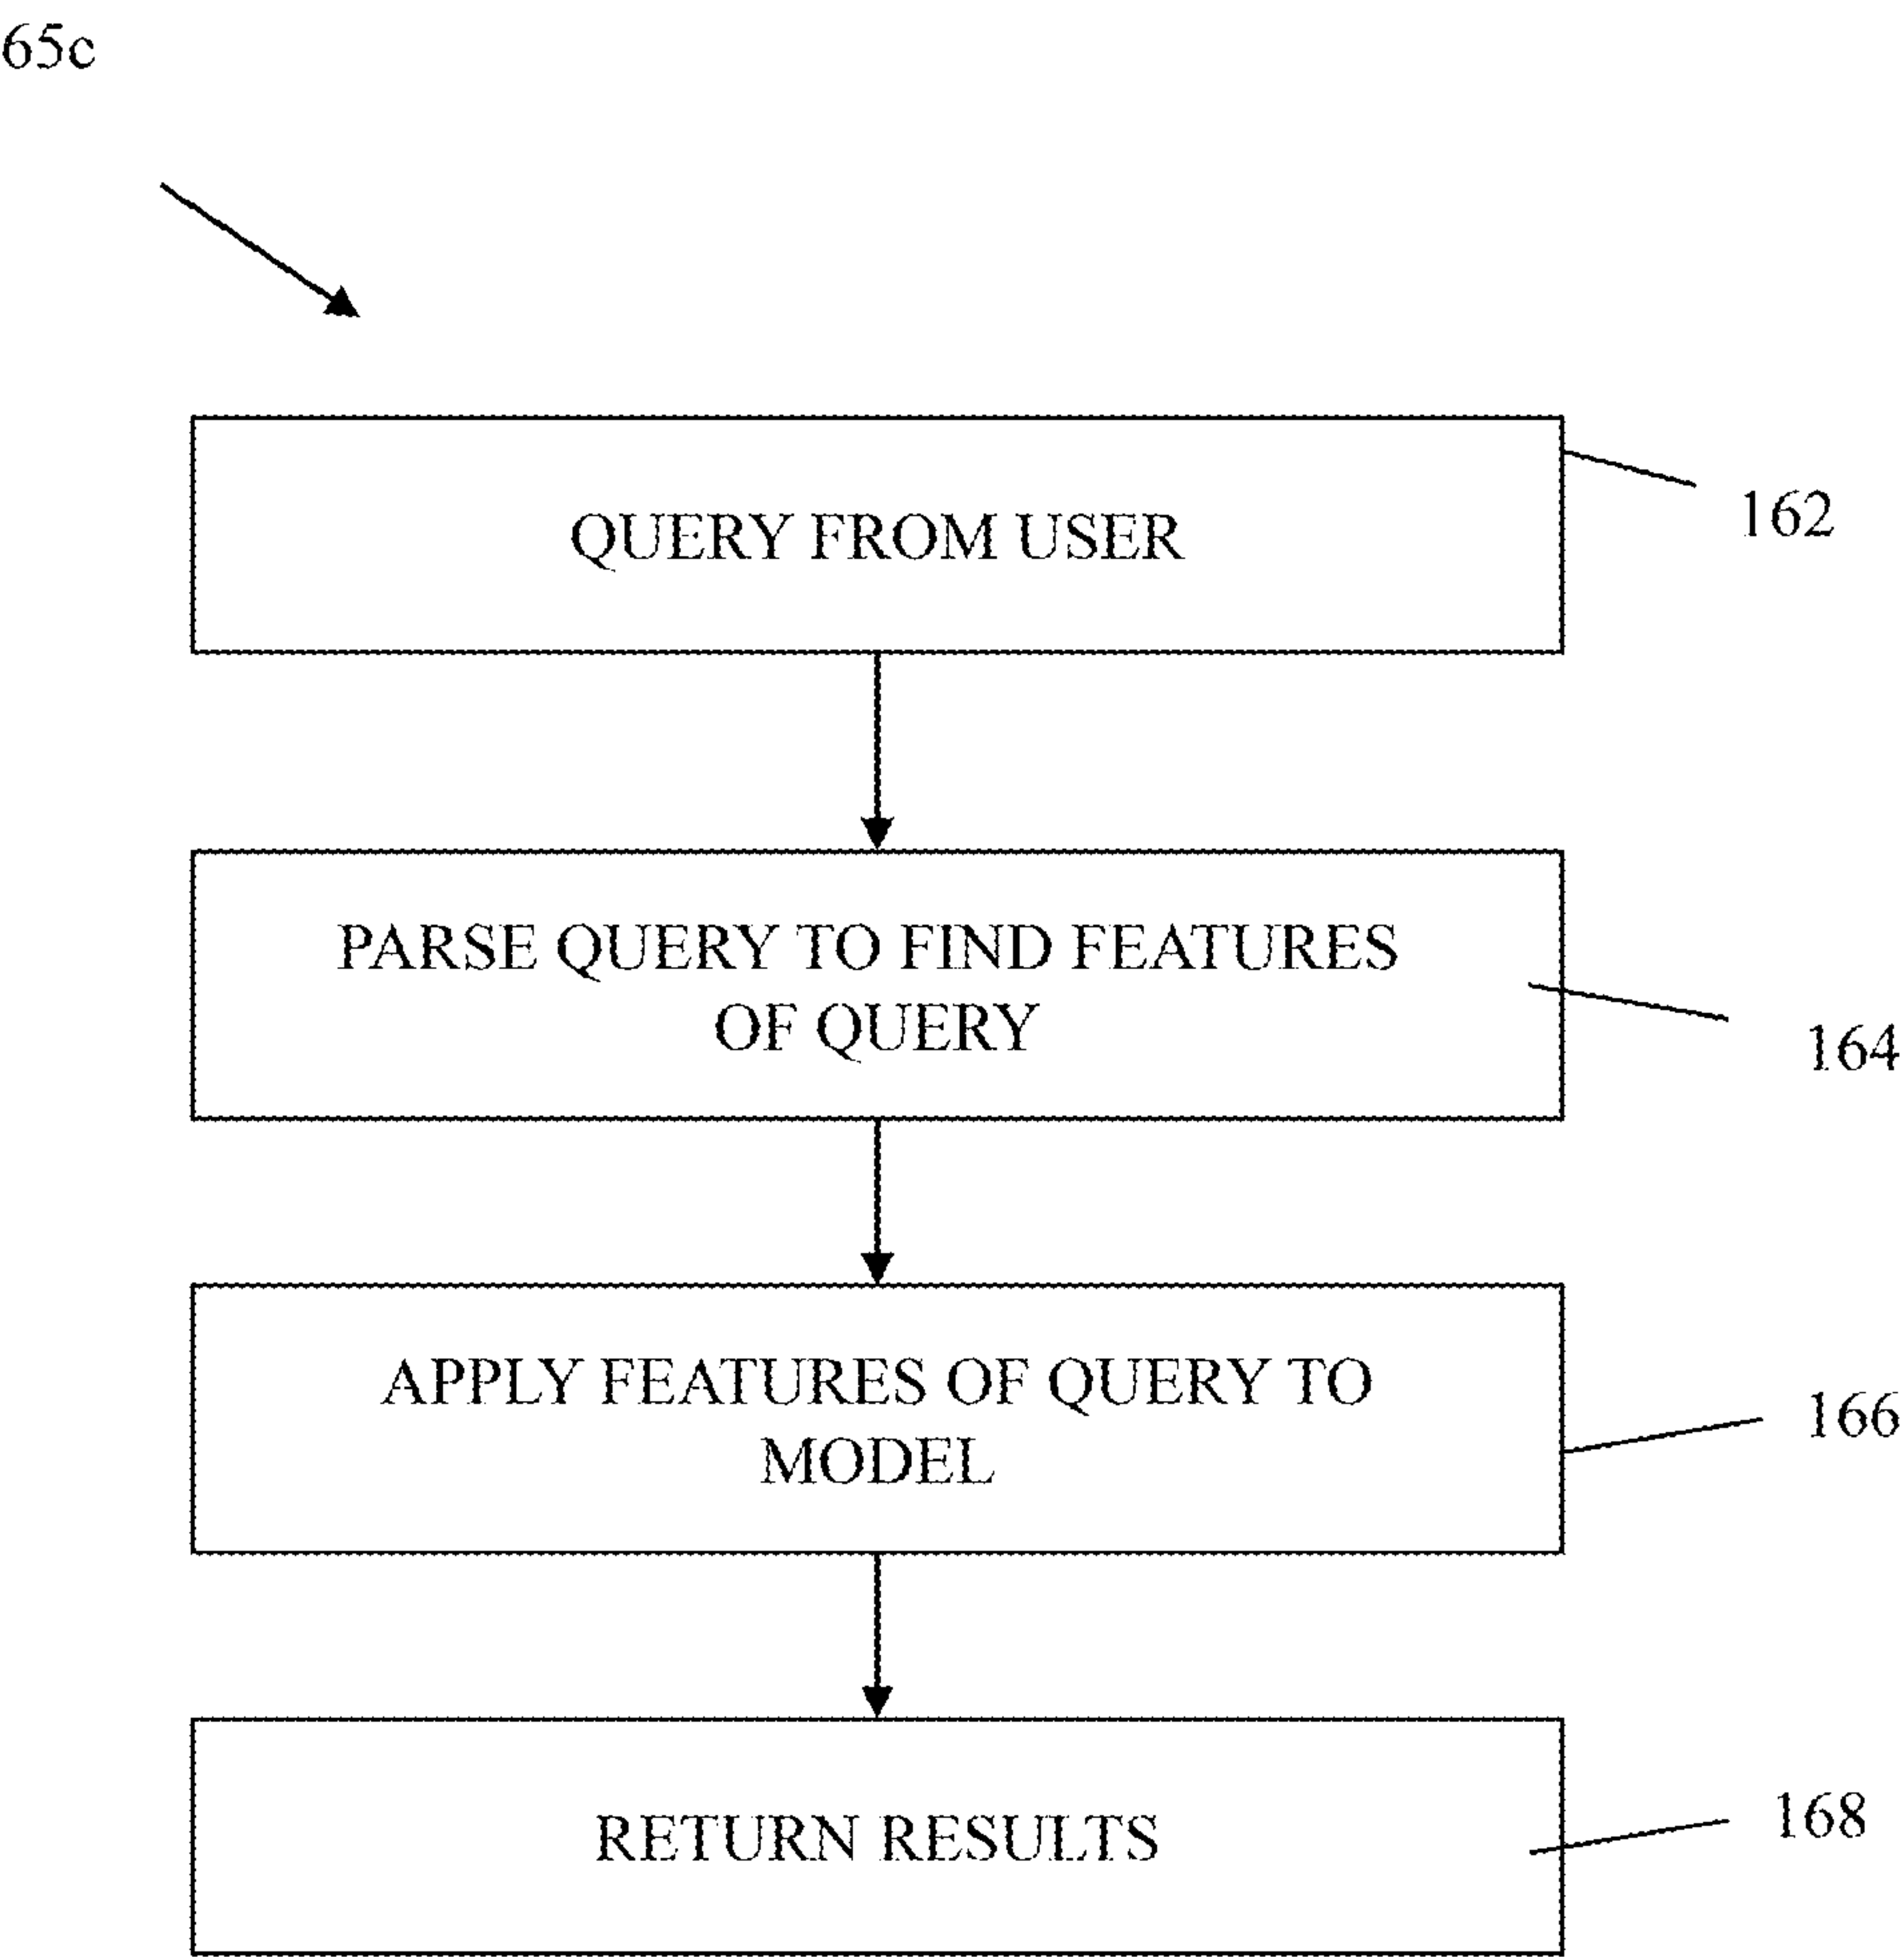 65c
QUERY FROM USER
162
PARSE QUERY TO FIND FEATURES
OF QUERY
164
APPLY FEATURES OF QUERY TO
MODEL
166
RETURN RESULTS
168